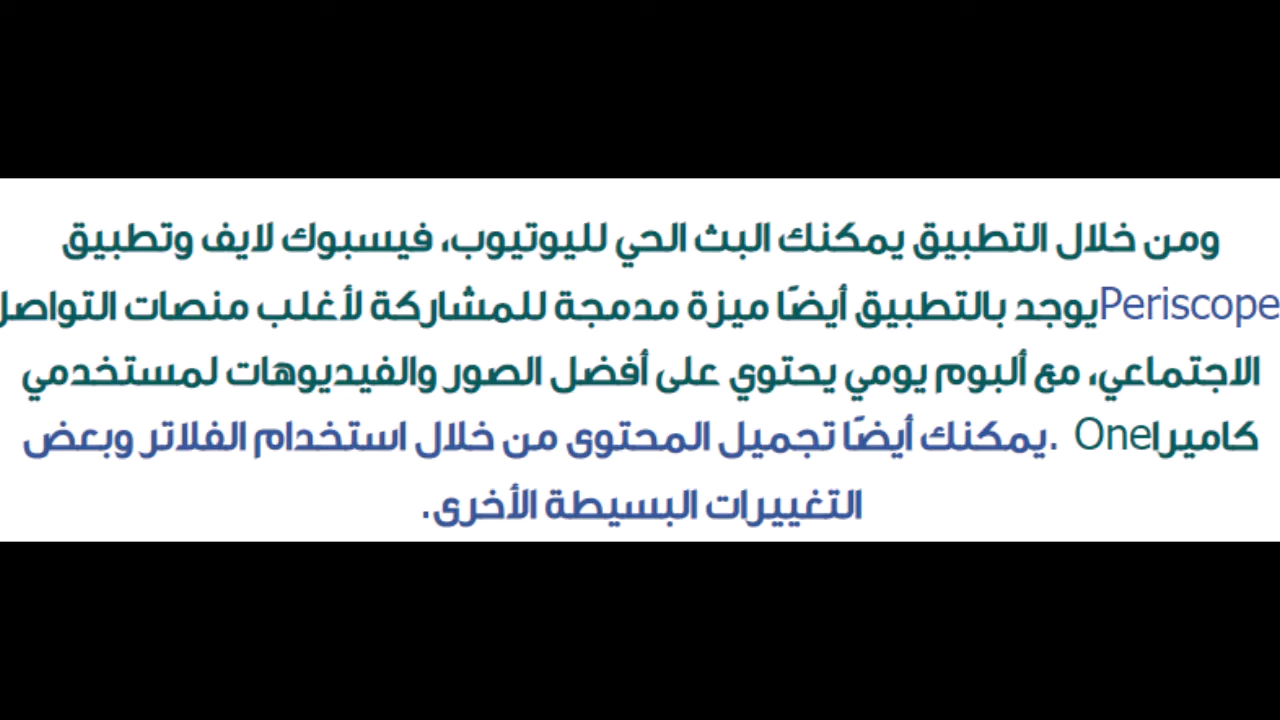 ومن خلال التطبيق يمكنك البث الحي لليوتيوب، فيسبوك لايف وتطبيق
Periscopeيوجد بالتطبيق أيضًا ميزة مدمجة للمشاركة لأغلب منصات التواصل
الاجتماعي، مع ألبوم يومي يحتوي على أفضل الصور والفيديوهات لمستخدمي
كاميراOne .يمكنك أيضًا تجميل المحتوى من خلال استخدام الفلاتر وبعض
التغييرات البسيطة الأخرى.